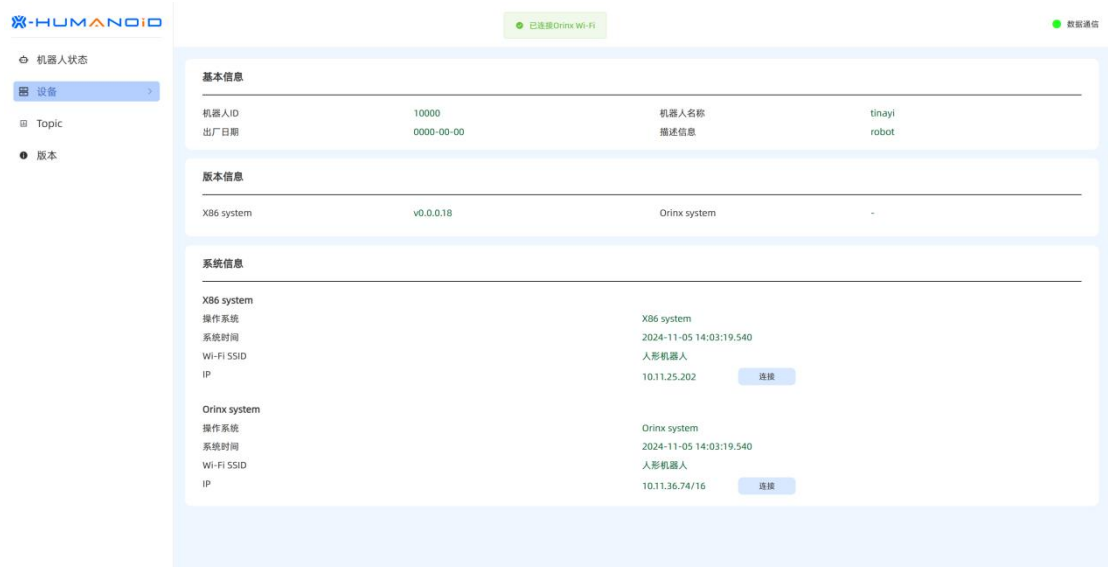 X-HUMANOID
已连接Orinx Wi-Fi
数据通信
机器人状态
设备
Topic
版本
基本信息
机器人ID 10000 机器人名称 tinayi
出厂日期 0000-00-00 描述信息 robot
版本信息
X86 system v0.0.0.18 Orinx system -
系统信息
X86 system
操作系统 X86 system
系统时间 2024-11-05 14:03:19.540
Wi-Fi SSID 人形机器人
IP 10.11.25.202 连接
Orinx system
操作系统 Orinx system
系统时间 2024-11-05 14:03:19.540
Wi-Fi SSID 人形机器人
IP 10.11.36.74/16 连接